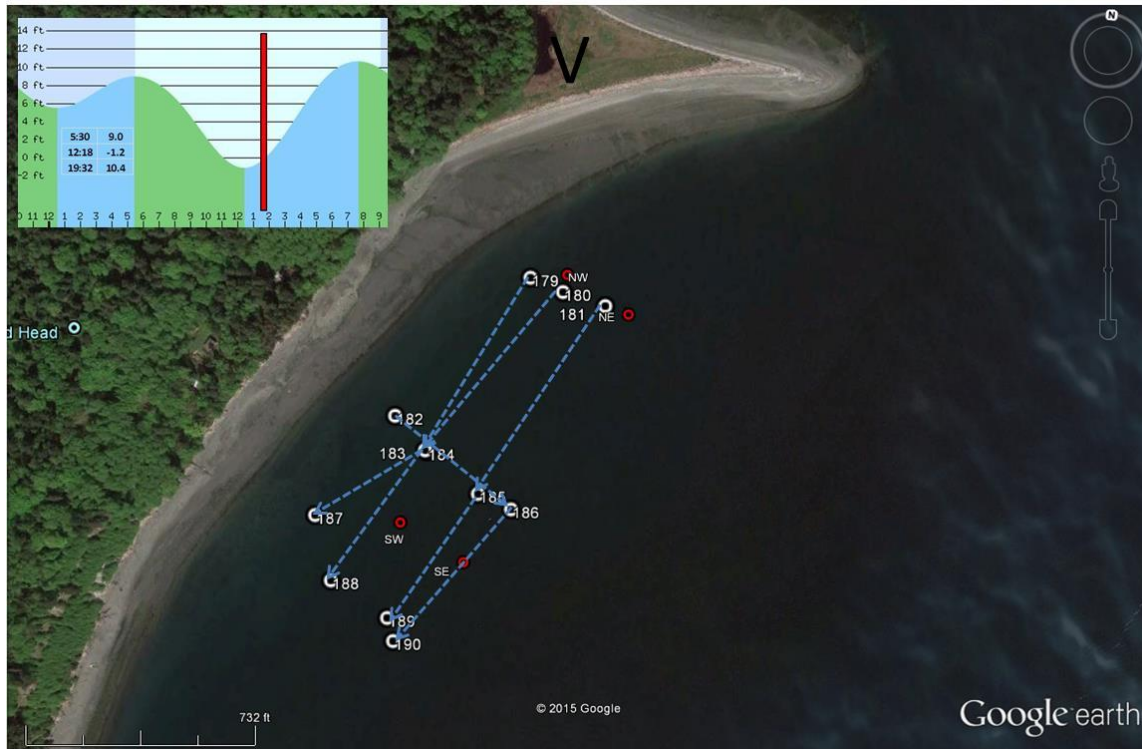 14 ft
12 ft
10 ft
8 ft
6 ft
4 ft
2 ft
0 ft
-2 ft
5:30 9.0
12:18 -1.2
19:32 10.4
0 11 12 1 2 3 4 5 6 7 8 9 10 11 12 1 2 3 4 5 6 7 8 9
V
N
179 NW
180
181 NE
d Head
182
183 184
185
186
187
SW
SE
188
189
190
732 ft
© 2015 Google
Google earth